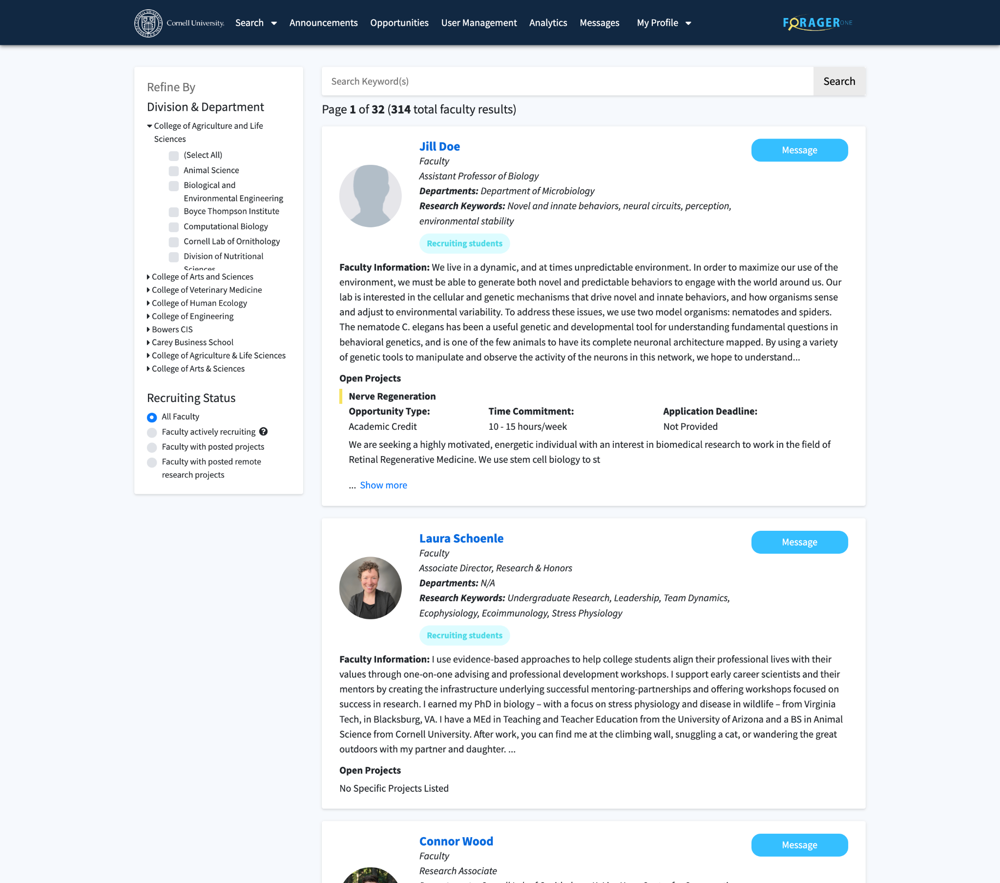 Cornell University. Search Announcements Opportunities User Management Analytics Messages My Profile FORAGER ONE
Refine By
Division & Department
College of Agriculture and Life
Sciences
(Select All)
Animal Science
Biological and
Environmental Engineering
Boyce Thompson Institute
Computational Biology
Cornell Lab of Ornithology
Division of Nutritional
Sciences
College of Arts and Sciences
College of Veterinary Medicine
College of Human Ecology
College of Engineering
Bowers CIS
Carey Business School
College of Agriculture & Life Sciences
College of Arts & Sciences
Recruiting Status
All Faculty
Faculty actively recruiting ?
Faculty with posted projects
Faculty with posted remote
research projects
Search Keyword(s) Search
Page 1 of 32 (314 total faculty results)
Jill Doe Message
Faculty
Assistant Professor of Biology
Departments: Department of Microbiology
Research Keywords: Novel and innate behaviors, neural circuits, perception,
environmental stability
Recruiting students
Faculty Information: We live in a dynamic, and at times unpredictable environment. In order to maximize our use of the
environment, we must be able to generate both novel and predictable behaviors to engage with the world around us. Our
lab is interested in the cellular and genetic mechanisms that drive novel and innate behaviors, and how organisms sense
and adjust to environmental variability. To address these issues, we use two model organisms: nematodes and spiders.
The nematode C. elegans has been a useful genetic and developmental tool for understanding fundamental questions in
behavioral genetics, and is one of the few animals to have its complete neuronal architecture mapped. By using a variety
of genetic tools to manipulate and observe the activity of the neurons in this network, we hope to understand...
Open Projects
Nerve Regeneration
Opportunity Type: Time Commitment: Application Deadline:
Academic Credit 10 - 15 hours/week Not Provided
We are seeking a highly motivated, energetic individual with an interest in biomedical research to work in the field of
Retinal Regenerative Medicine. We use stem cell biology to st
... Show more
Laura Schoenle Message
Faculty
Associate Director, Research & Honors
Departments: N/A
Research Keywords: Undergraduate Research, Leadership, Team Dynamics,
Ecophysiology, Ecoimmunology, Stress Physiology
Recruiting students
Faculty Information: I use evidence-based approaches to help college students align their professional lives with their
values through one-on-one advising and professional development workshops. I support early career scientists and their
mentors by creating the infrastructure underlying successful mentoring-partnerships and offering workshops focused on
success in research. I earned my PhD in biology – with a focus on stress physiology and disease in wildlife – from Virginia
Tech, in Blacksburg, VA. I have a MEd in Teaching and Teacher Education from the University of Arizona and a BS in Animal
Science from Cornell University. After work, you can find me at the climbing wall, snuggling a cat, or wandering the great
outdoors with my partner and daughter. ...
Open Projects
No Specific Projects Listed
Connor Wood Message
Faculty
Research Associate